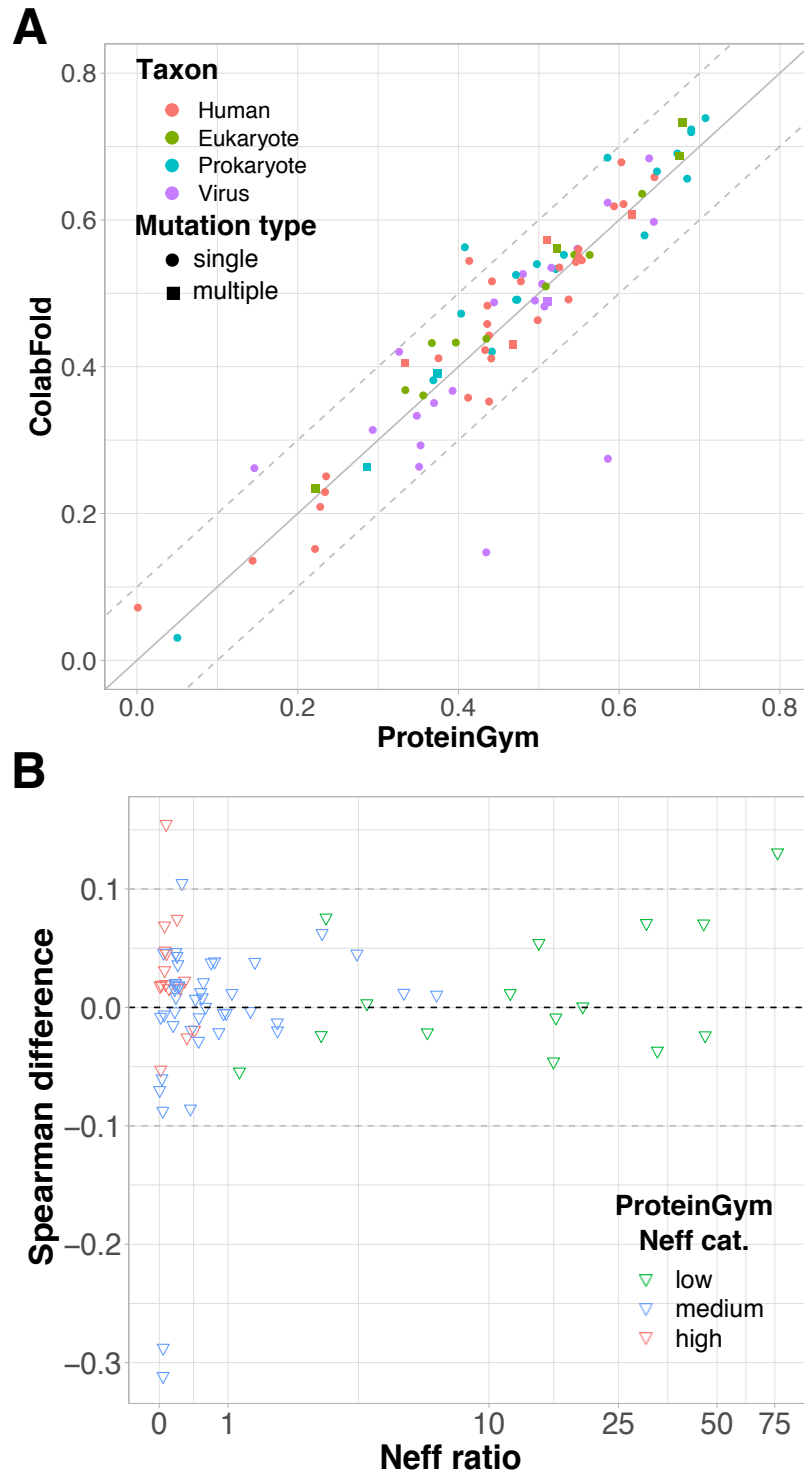 A
Taxon
Human
Eukaryote
Prokaryote
Virus
Mutation type
single
multiple
0.8
0.6
0.4
0.2
0.0
ColabFold
0.0 0.2 0.4 0.6 0.8
ProteinGym
B
0.1
0.0
−0.1
−0.2
−0.3
Spearman difference
ProteinGym
Neff cat.
low
medium
high
0 1 10 25 50 75
Neff ratio